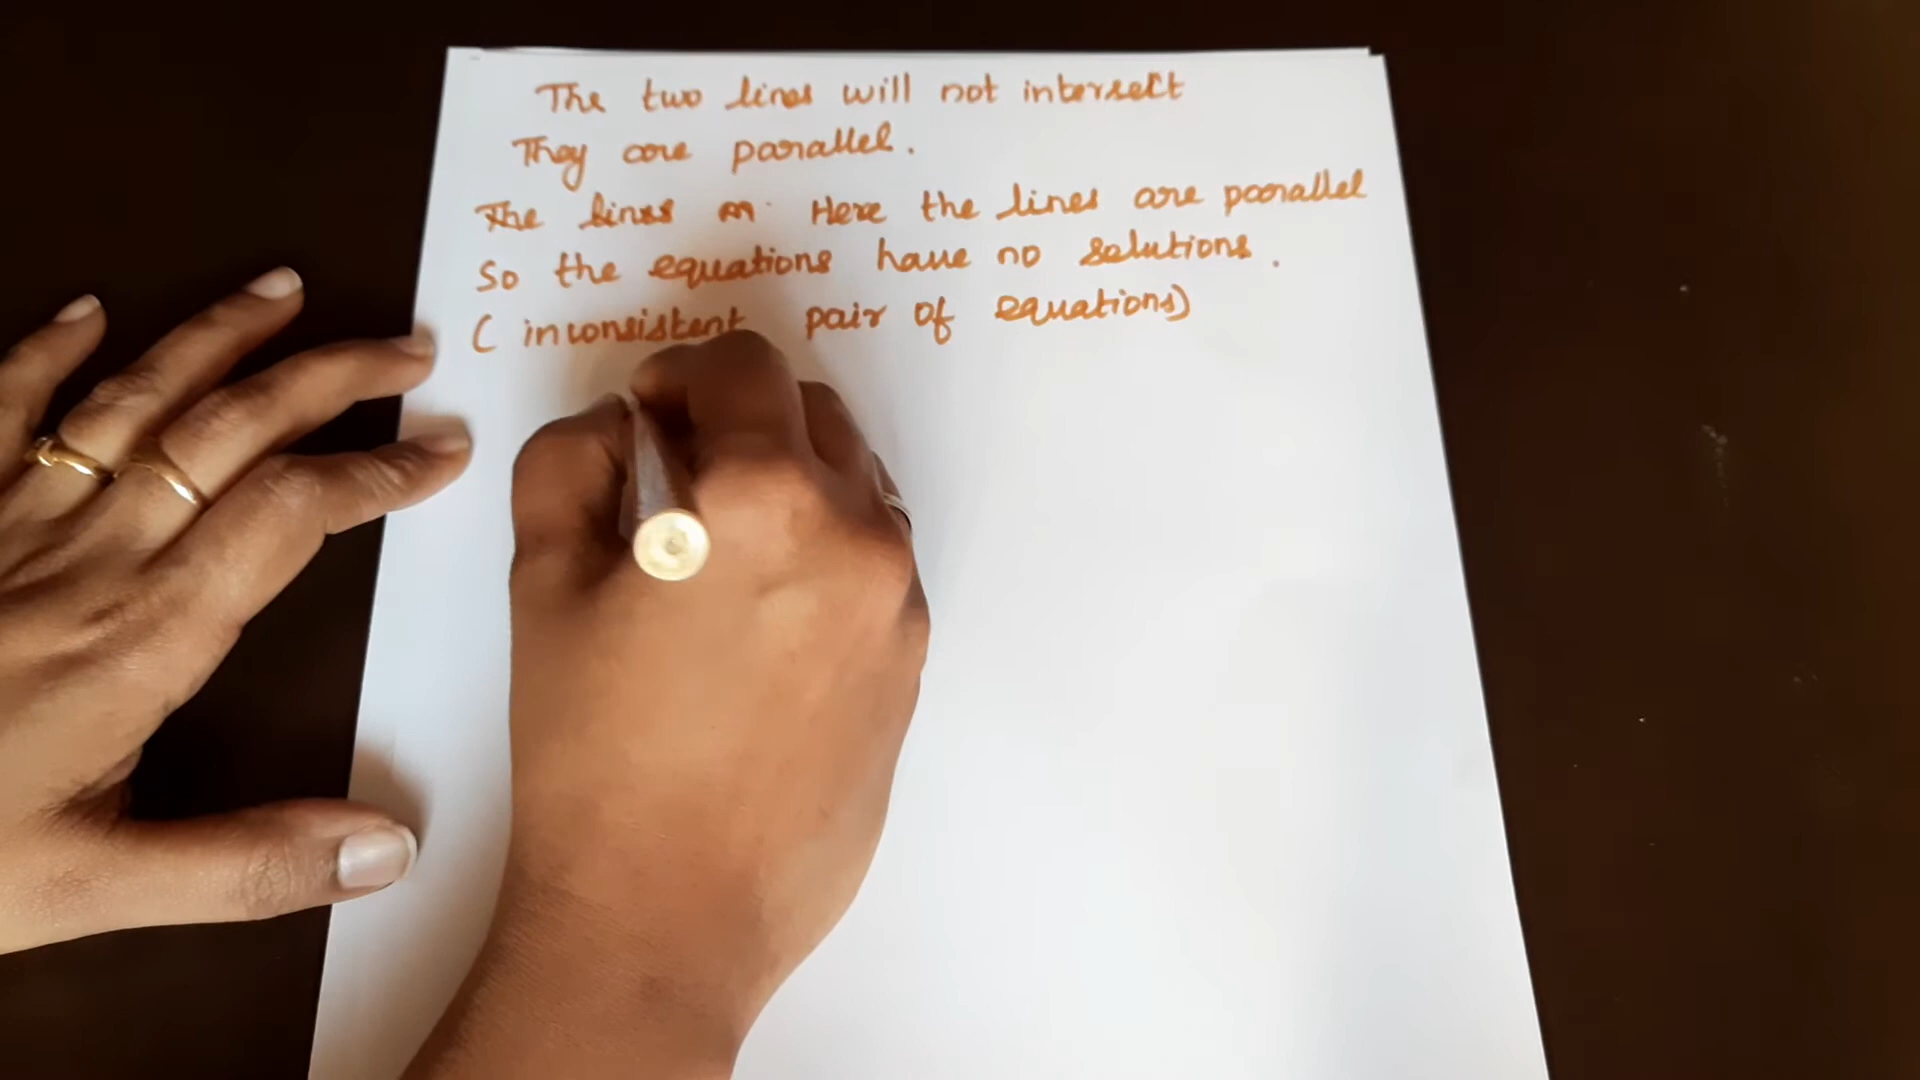 The two lines will not intersect
They are parallel.
The lines m. Here the lines are parallel
So the equations have no solutions.
( inconsistent pair of equations)